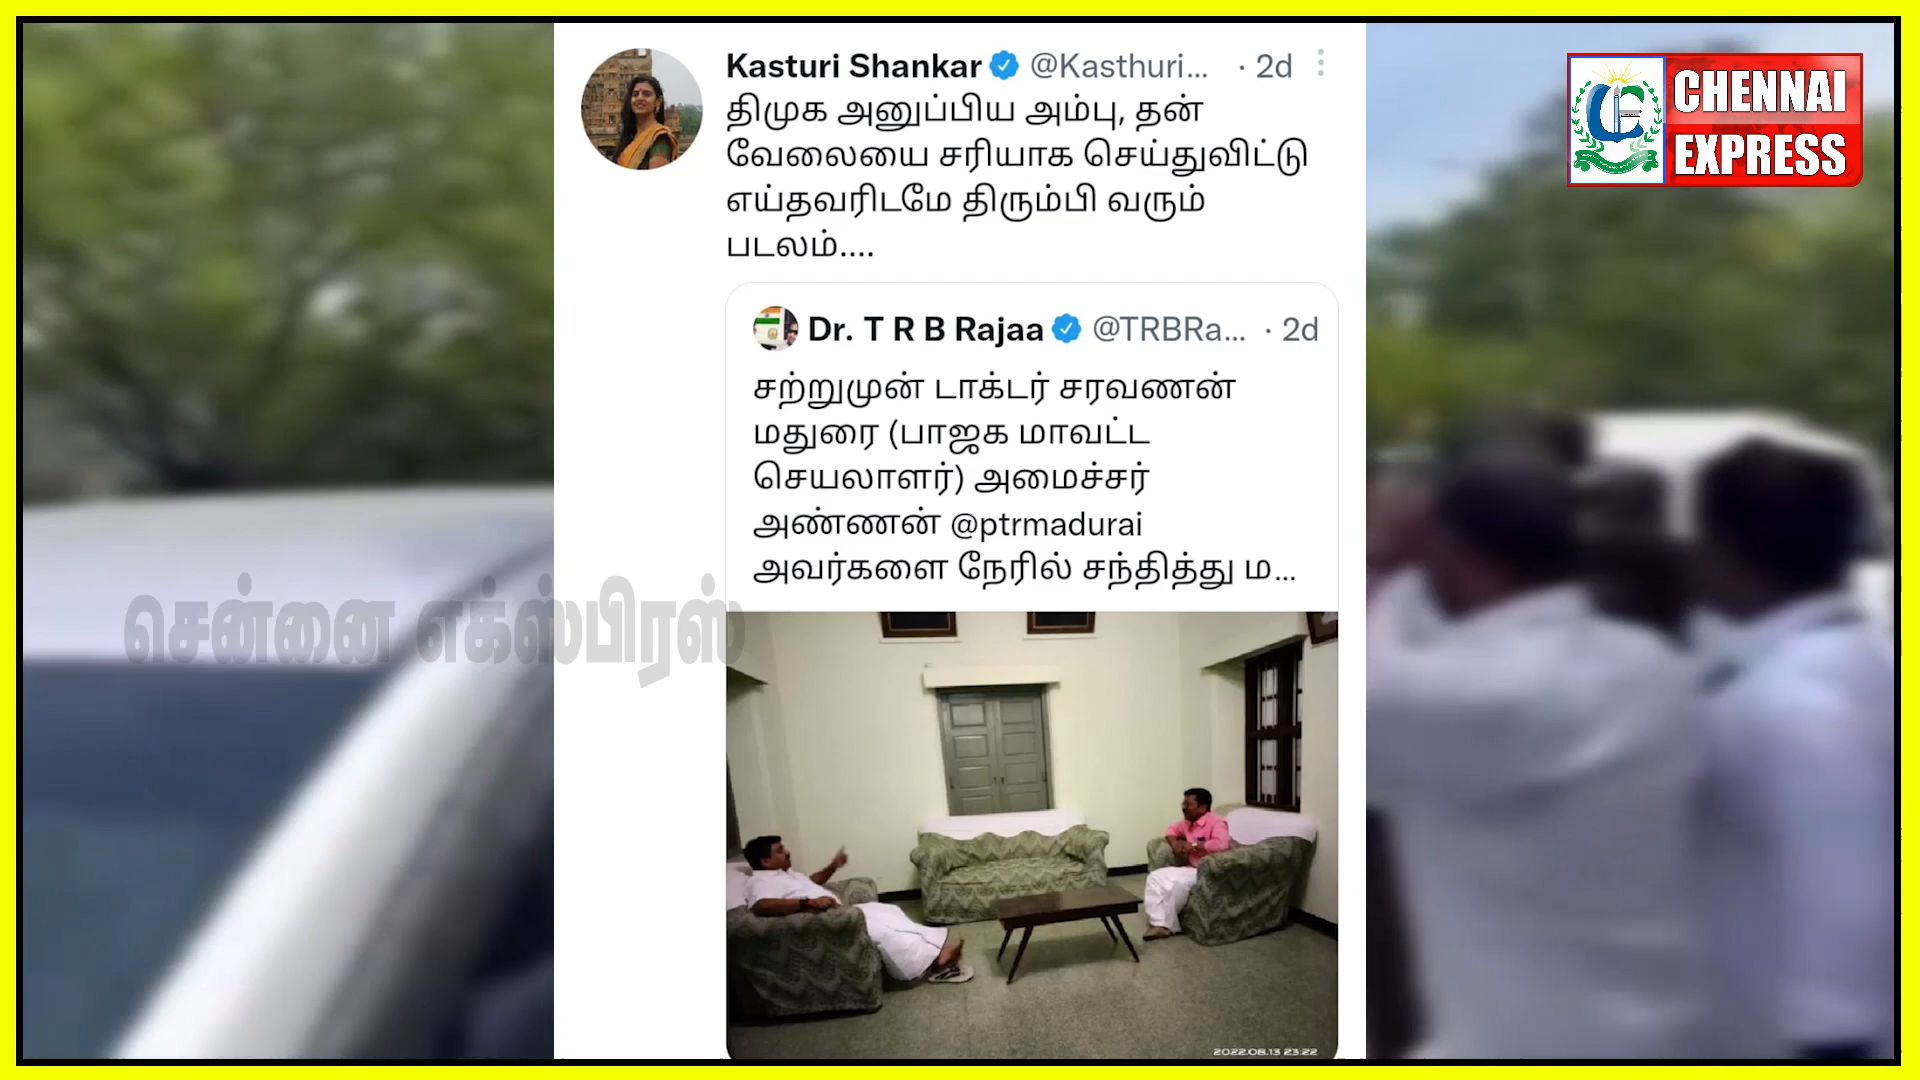 Kasturi Shankar @Kasthuri... · 2d
திமுக அனுப்பிய அம்பு, தன்
வேலையை சரியாக செய்துவிட்டு
எய்தவரிடமே திரும்பி வரும்
படலம்....
Dr. T R B Rajaa @TRBRa... · 2d
சற்றுமுன் டாக்டர் சரவணன்
மதுரை (பாஜக மாவட்ட
செயலாளர்) அமைச்சர்
அண்ணன் @ptrmadurai
அவர்களை நேரில் சந்தித்து ம...
2022.08.13 23:22
CHENNAI
EXPRESS
சென்னை எக்ஸ்பிரஸ்